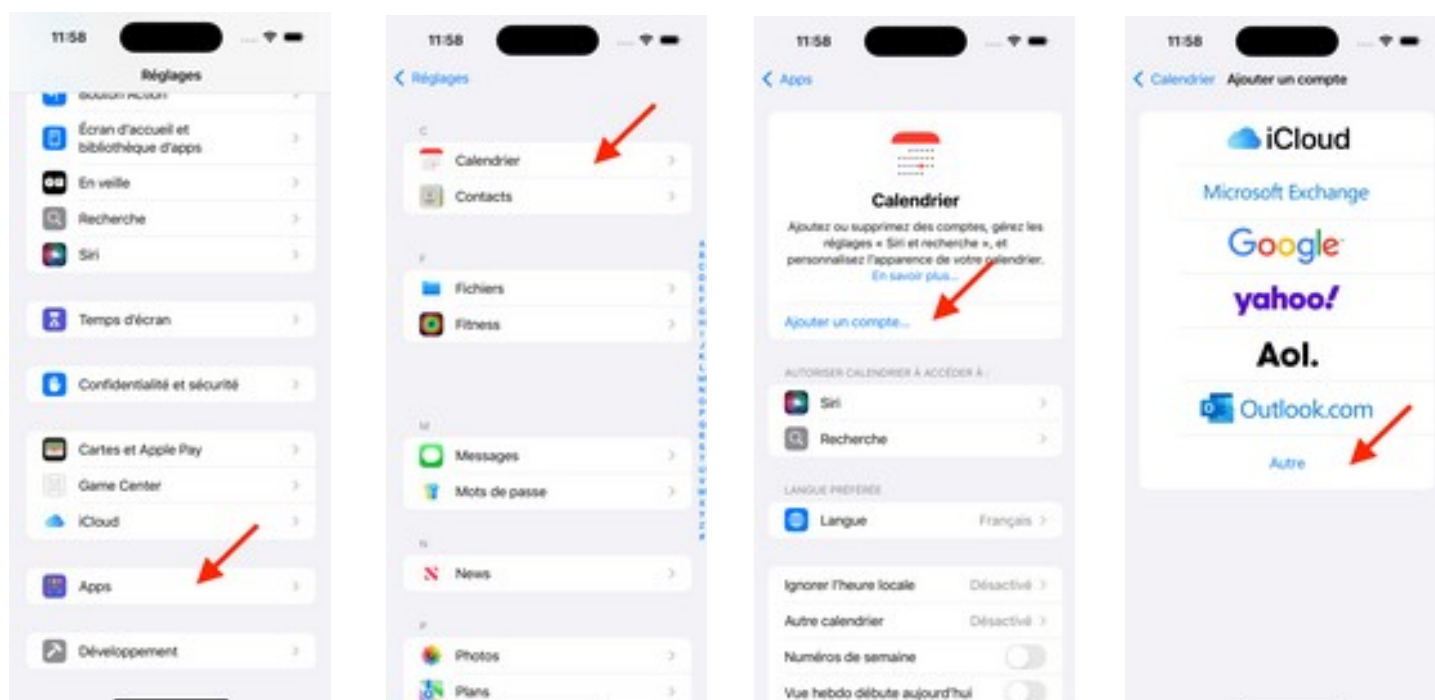 11:58
Réglages
Bouton Action
Écran d'accueil et
bibliothèque d'apps
En veille
Recherche
Siri
Temps d'écran
Confidentialité et sécurité
Cartes et Apple Pay
Game Center
iCloud
Apps
Développement
11:58
Réglages
C
Calendrier
Contacts
F
Fichiers
Fitness
M
Messages
Mots de passe
N
News
P
Photos
Plans
11:58
Apps
Calendrier
Ajoutez ou supprimez des comptes, gérez les
réglages « Siri et recherche », et
personnalisez l'apparence de votre calendrier.
En savoir plus...
Ajouter un compte...
AUTORISER CALENDRIER À ACCÉDER À :
Siri
Recherche
LANGUE PRÉFÉRÉE
Langue Français
Ignorer l'heure locale Désactivé
Autre calendrier Désactivé
Numéros de semaine
Vue hebdo débute aujourd'hui
11:58
Calendrier Ajouter un compte
iCloud
Microsoft Exchange
Google
yahoo!
Aol.
Outlook.com
Autre